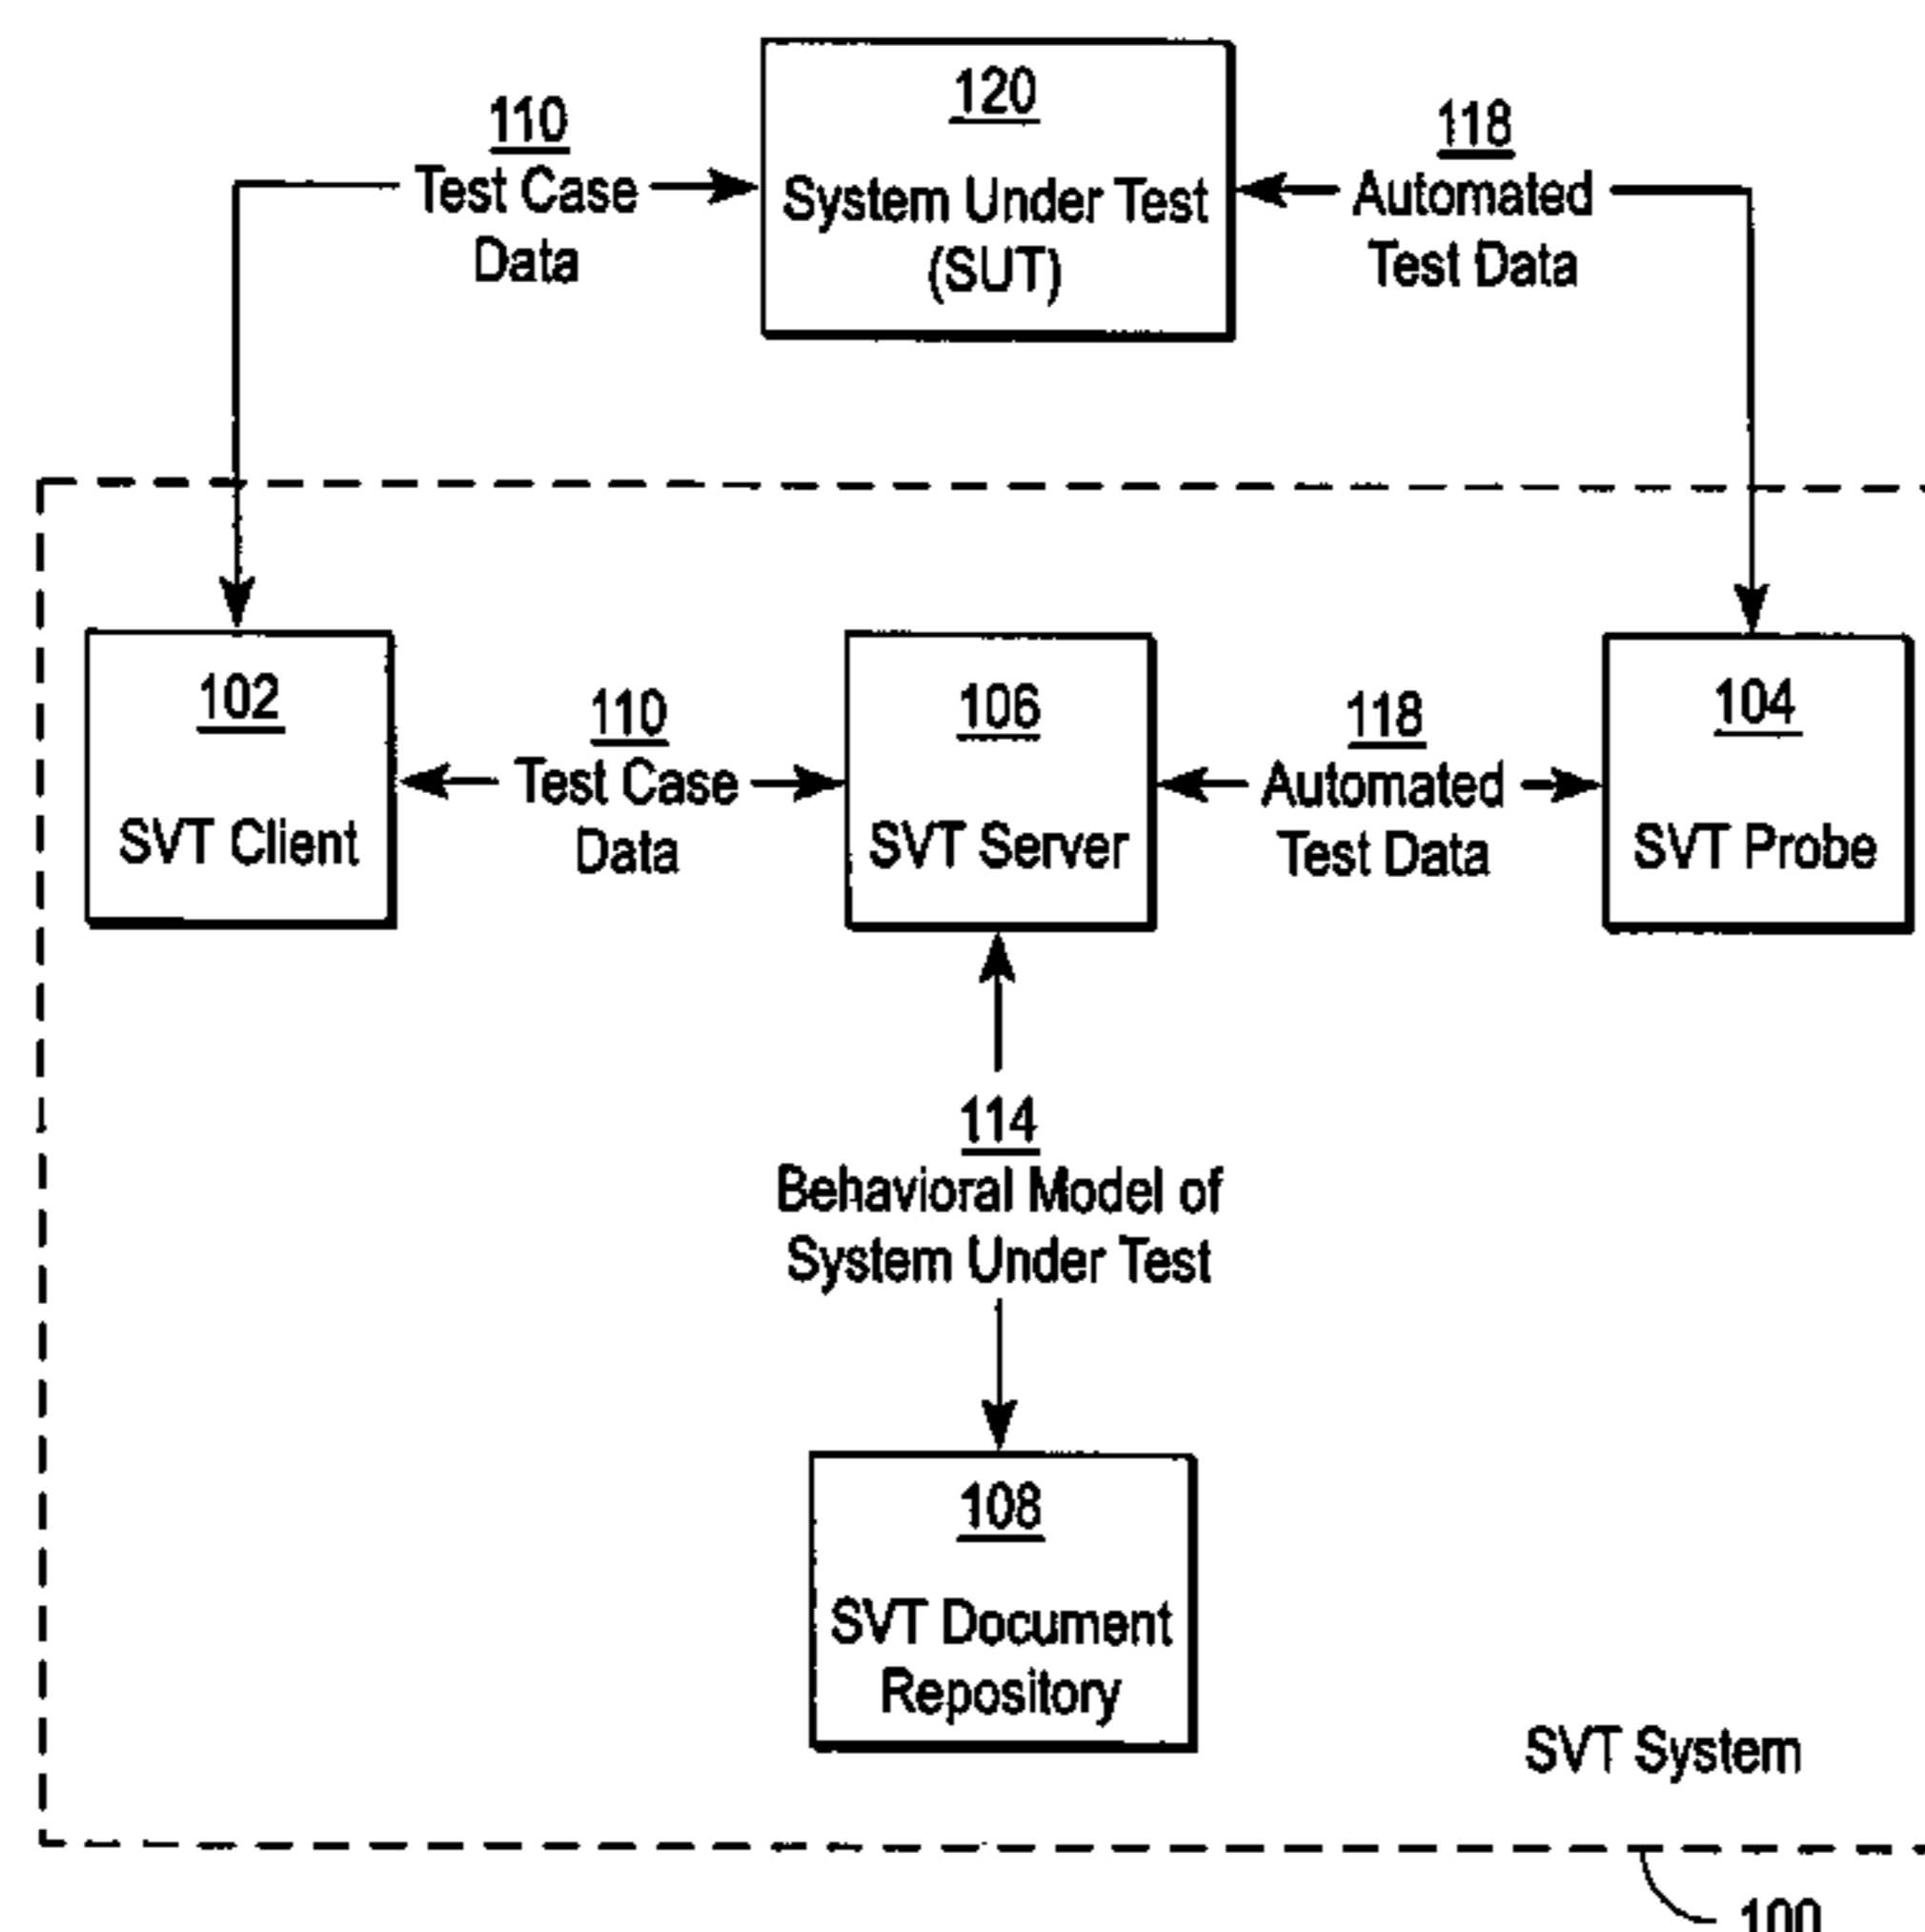 120
System Under Test
(SUT)
110
Test Case
Data
118
Automated
Test Data
102
SVT Client
110
Test Case
Data
106
SVT Server
118
Automated
Test Data
104
SVT Probe
114
Behavioral Model of
System Under Test
108
SVT Document
Repository
SVT System
100